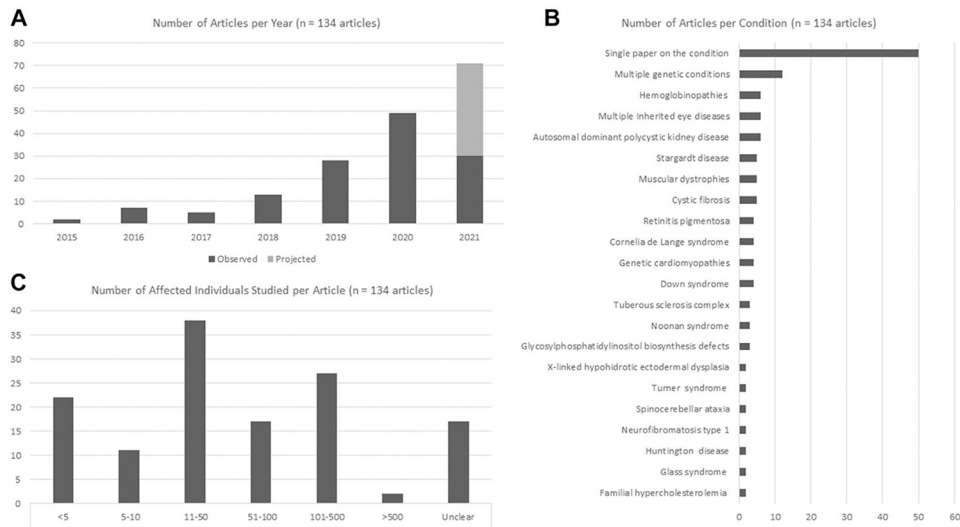 A
Number of Articles per Year (n = 134 articles)
80
70
60
50
40
30
20
10
0
2015 2016 2017 2018 2019 2020 2021
Observed Projected
C
Number of Affected Individuals Studied per Article (n = 134 articles)
40
35
30
25
20
15
10
5
0
<5 5-10 11-50 51-100 101-500 >500 Unclear
B
Number of Articles per Condition (n = 134 articles)
Single paper on the condition
Multiple genetic conditions
Hemoglobinopathies
Multiple inherited eye diseases
Autosomal dominant polycystic kidney disease
Stargardt disease
Muscular dystrophies
Cystic fibrosis
Retinitis pigmentosa
Cornelia de Lange syndrome
Genetic cardiomyopathies
Down syndrome
Tuberous sclerosis complex
Noonan syndrome
Glycosylphosphatidylinositol biosynthesis defects
X-linked hypohidrotic ectodermal dysplasia
Turner syndrome
Spinocerebellar ataxia
Neurofibromatosis type 1
Huntington disease
Glass syndrome
Familial hypercholesterolemia
0 10 20 30 40 50 60